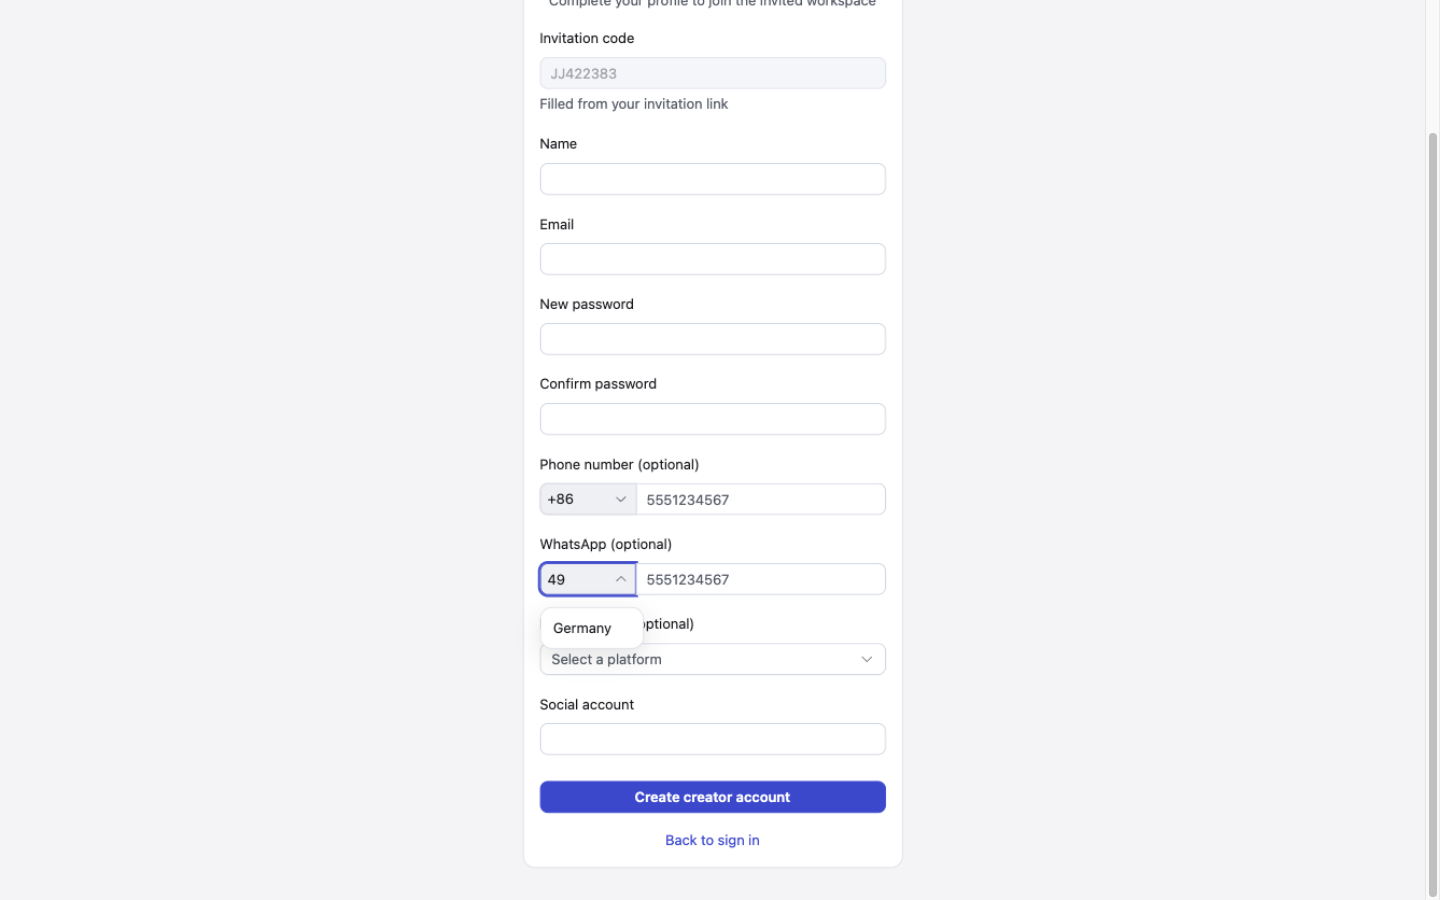 Complete your profile to join the invited workspace
Invitation code
JJ422383
Filled from your invitation link
Name
Email
New password
Confirm password
Phone number (optional)
+86
5551234567
WhatsApp (optional)
49
5551234567
Germany
optional)
Select a platform
Social account
Create creator account
Back to sign in